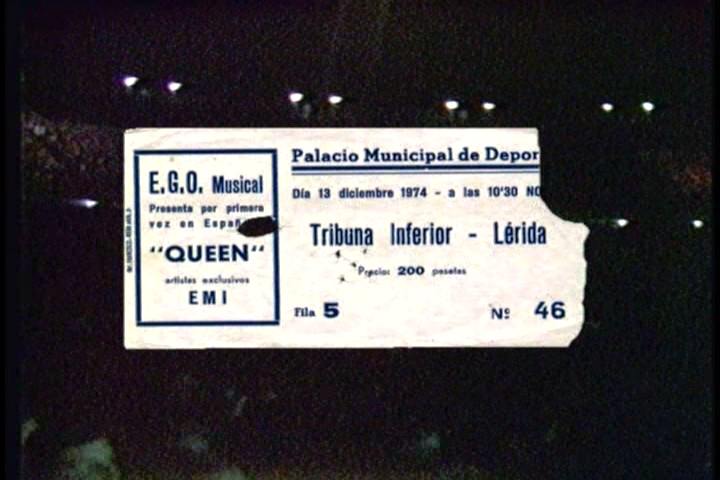 E.G.O. Musical
Presenta por primera
vez en Españ
"QUEEN"
artistas exclusivos
EMI
Palacio Municipal de Depor
Día 13 diciembre 1974 - a las 10'30 NO
Tribuna Inferior - Lérida
Precio: 200 pesetas
Fila 5
Nº 46